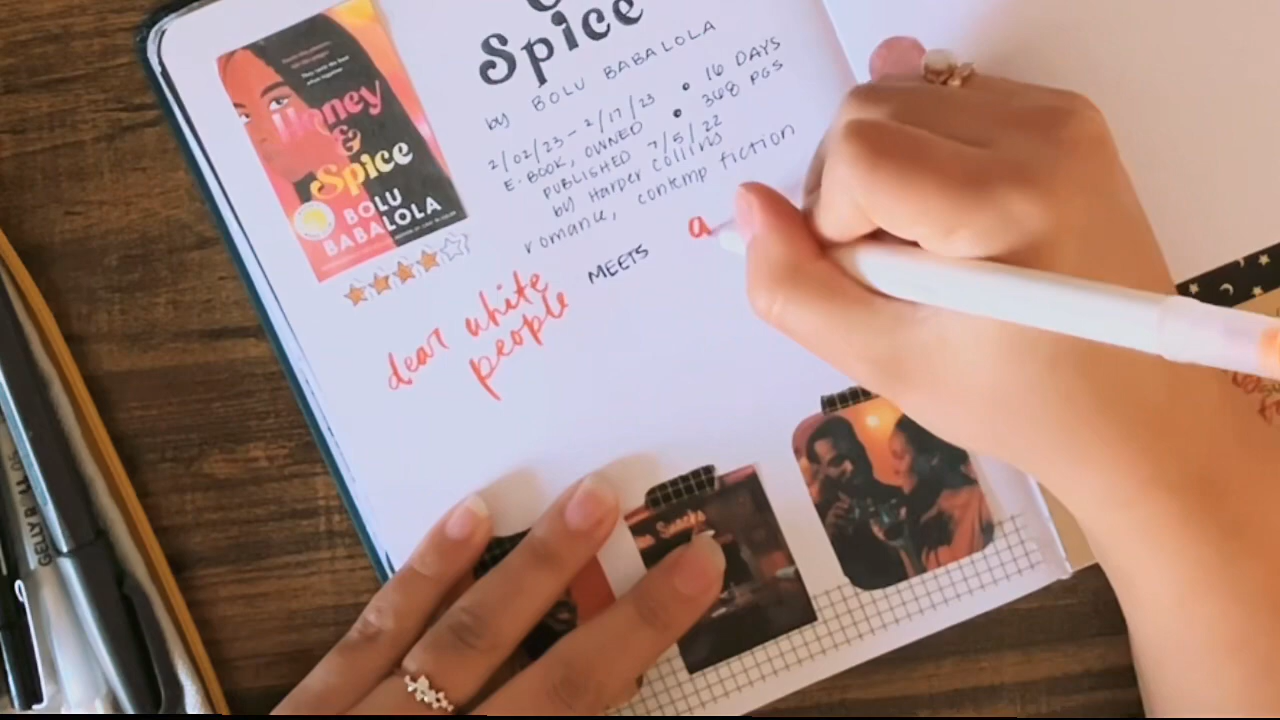 Honey
&
Spice
BOLU
BABALOLA
Spice
by BOLU BABALOLA
2/02/23 - 2/17/23 • 16 DAYS
E-BOOK, OWNED • 368 PGS
PUBLISHED 7/5/22
by Harper Collins
romance, contemp fiction
dear white
people
MEETS
a
GELLY R